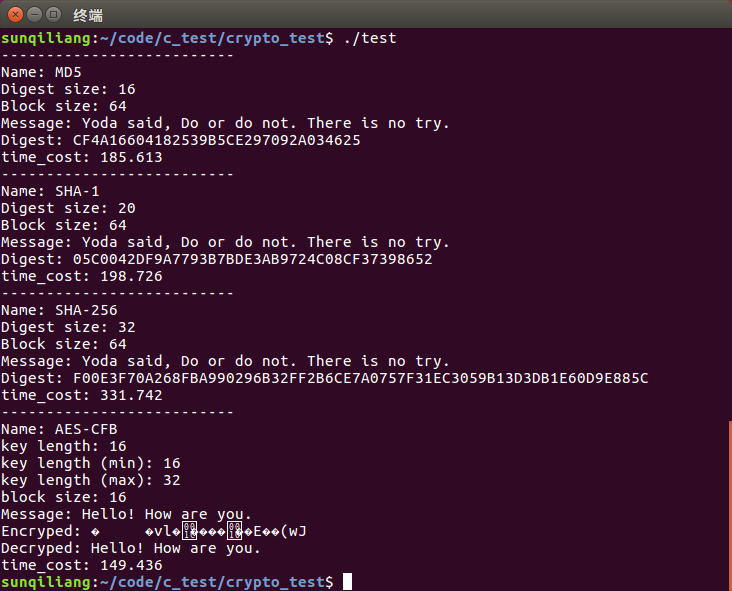 终端
sunqiliang:~/code/c_test/crypto_test$ ./test
--------------------------
Name: MD5
Digest size: 16
Block size: 64
Message: Yoda said, Do or do not. There is no try.
Digest: CF4A16604182539B5CE297092A034625
time_cost: 185.613
--------------------------
Name: SHA-1
Digest size: 20
Block size: 64
Message: Yoda said, Do or do not. There is no try.
Digest: 05C0042DF9A7793B7BDE3AB9724C08CF37398652
time_cost: 198.726
--------------------------
Name: SHA-256
Digest size: 32
Block size: 64
Message: Yoda said, Do or do not. There is no try.
Digest: F00E3F70A268FBA990296B32FF2B6CE7A0757F31EC3059B13D3DB1E60D9E885C
time_cost: 331.742
--------------------------
Name: AES-CFB
key length: 16
key length (min): 16
key length (max): 32
block size: 16
Message: Hello! How are you.
Encryped: �     �vl�����E��(wJ
Decryped: Hello! How are you.
time_cost: 149.436
sunqiliang:~/code/c_test/crypto_test$